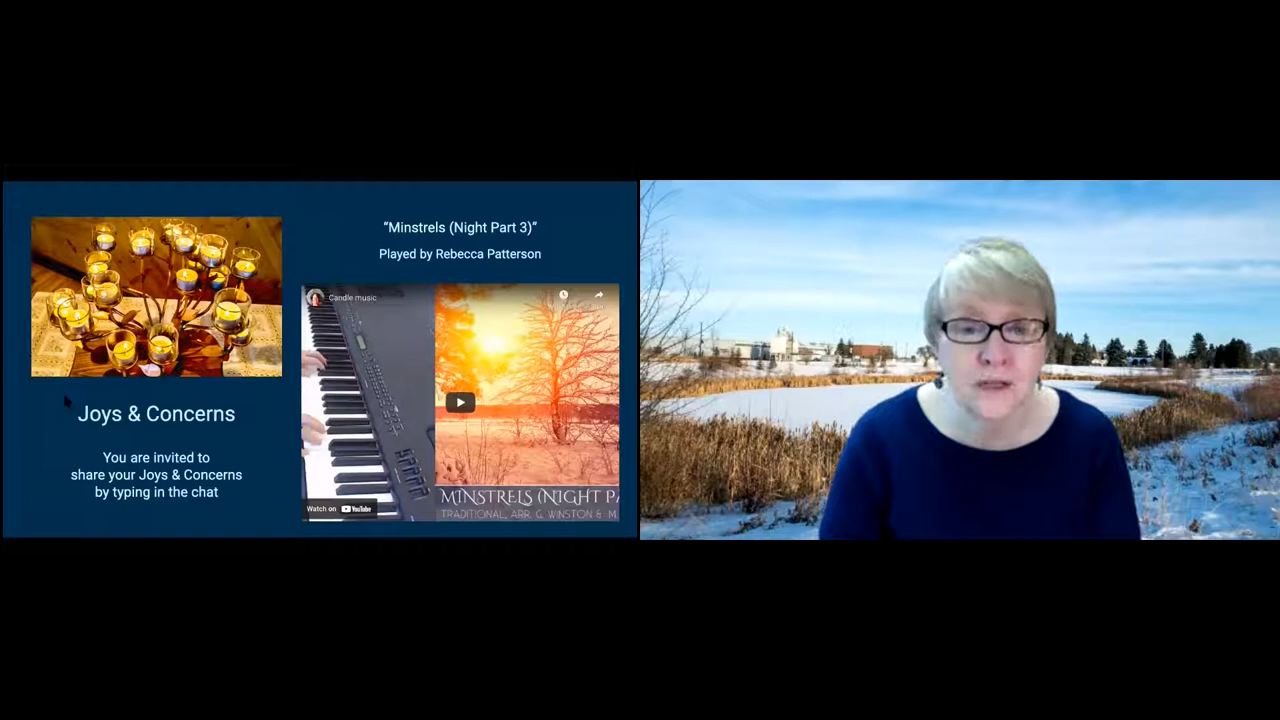 “Minstrels (Night Part 3)”
Played by Rebecca Patterson
Candle music
Joys & Concerns
You are invited to
share your Joys & Concerns
by typing in the chat
MINSTRELS (NIGHT PA
TRADITIONAL, ARR. G. WINSTON & M.
Watch on YouTube